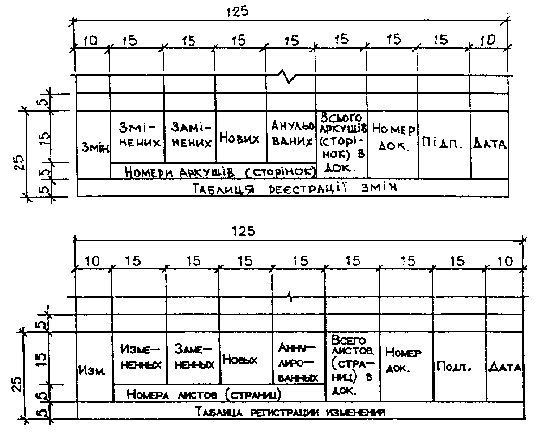 125
10 15 15 15 15 15 15 15 10
5
25
15
5
5
Змін
Змі-
нених
Замі-
нених
Нових
Анульо
ваних
Всього
аркушів
(сторі-
нок) в
док.
Номер
док.
Підп.
Дата
Номери аркушів (сторінок)
Таблиця реєстрації змін
125
10 15 15 15 15 15 15 15 10
5
25
15
5
5
Изм.
Изме-
ненных
Заме-
ненных
Новых
Анну-
лиро-
ванных
Всего
листов
(стра-
ниц) в
док.
Номер
док.
Подп.
Дата
Номера листов (страниц)
Таблица регистрации изменения